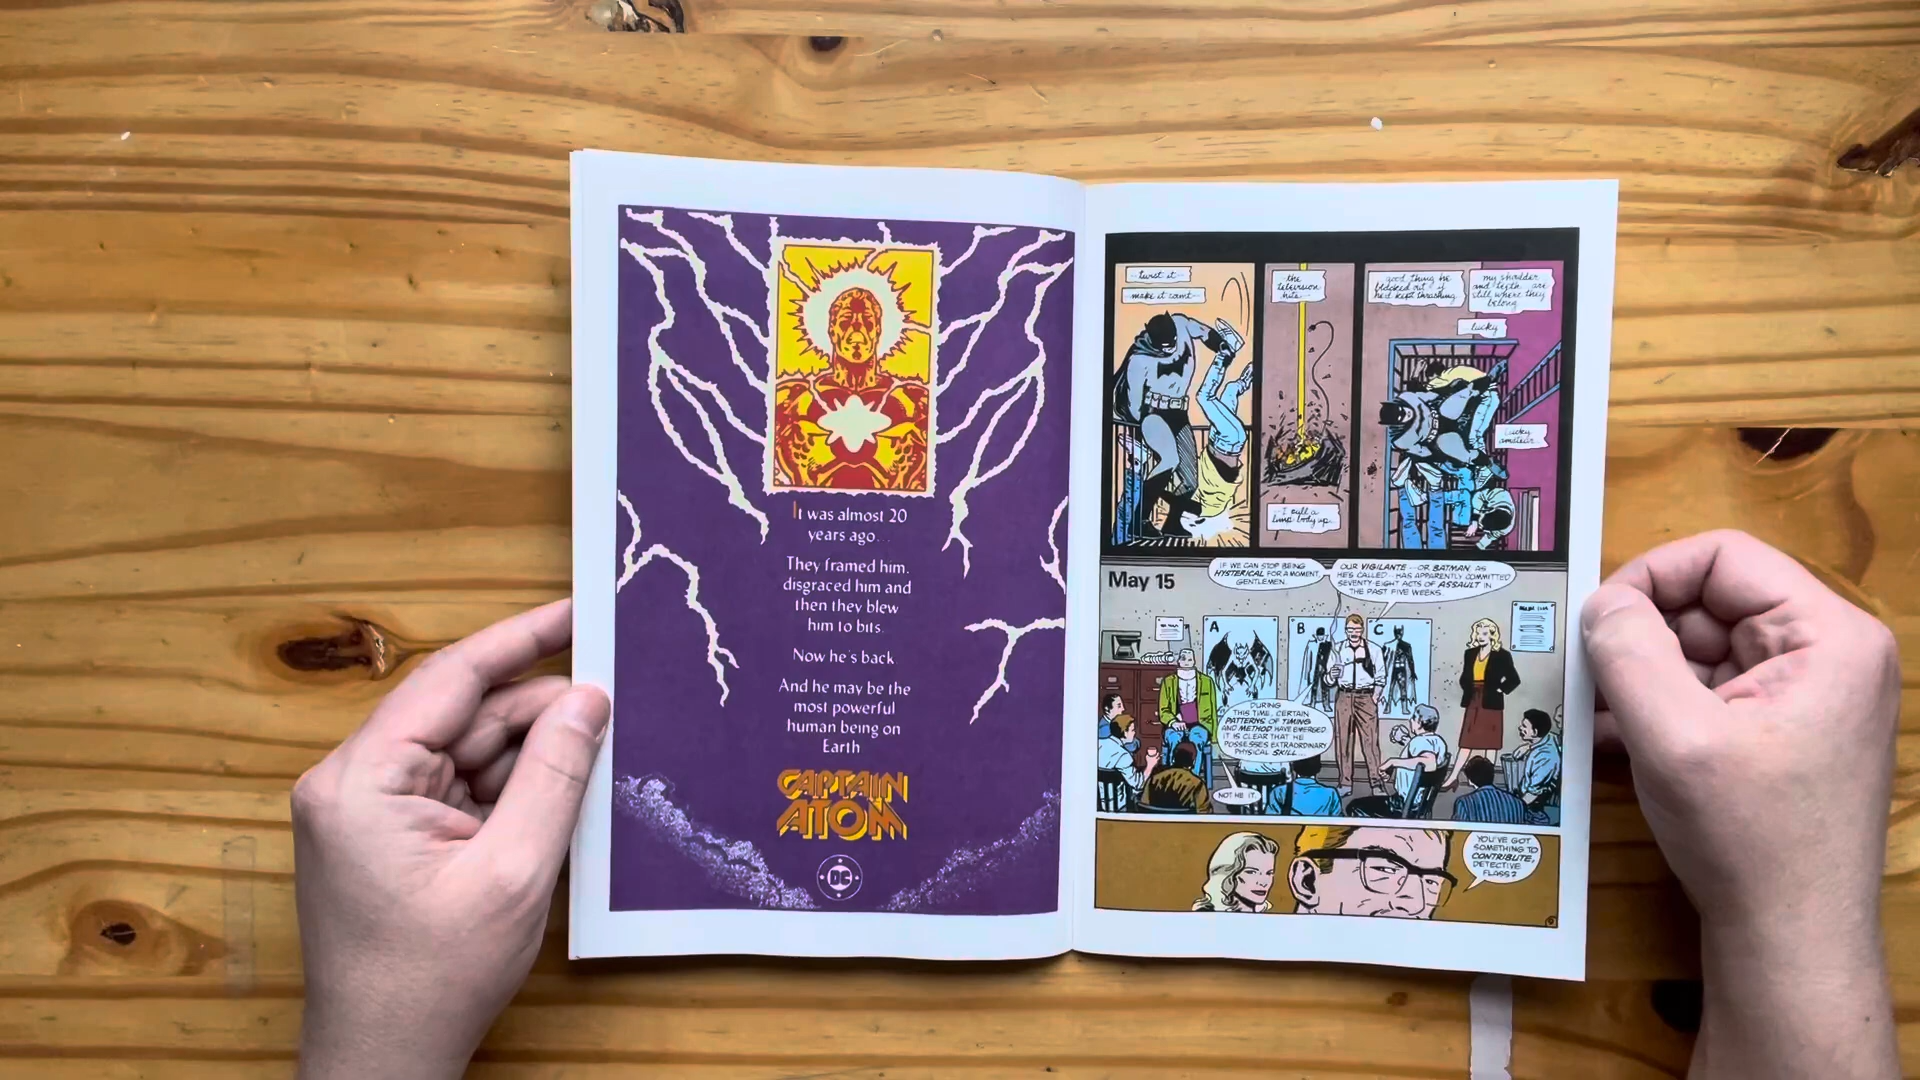 It was almost 20
years ago...
They framed him,
disgraced him and
then they blew
him to bits.
Now he's back.
And he may be the
most powerful
human being on
Earth
CAPTAIN
ATOM
DC
--twist it--
make it count--
--the
television
hits--
--I pull a
limp body up.
good thing he
blacked out if
he'd kept thrashing
my shoulder
and teeth are
still where they
belong
lucky
Lucky
amateur
May 15
IF WE CAN STOP BEING
HYSTERICAL FOR A MOMENT,
GENTLEMEN.
OUR VIGILANTE--OR BATMAN, AS
HE'S CALLED--HAS APPARENTLY COMMITTED
SEVENTY-EIGHT ACTS OF ASSAULT IN
THE PAST FIVE WEEKS.
A
B
C
DURING
THIS TIME, CERTAIN
PATTERNS OF TIMING
AND METHOD HAVE EMERGED.
IT IS CLEAR THAT HE
POSSESSES EXTRAORDINARY
PHYSICAL SKILL...
NOT HE. IT.
YOU'VE GOT
SOMETHING TO
CONTRIBUTE,
DETECTIVE
FLASS?